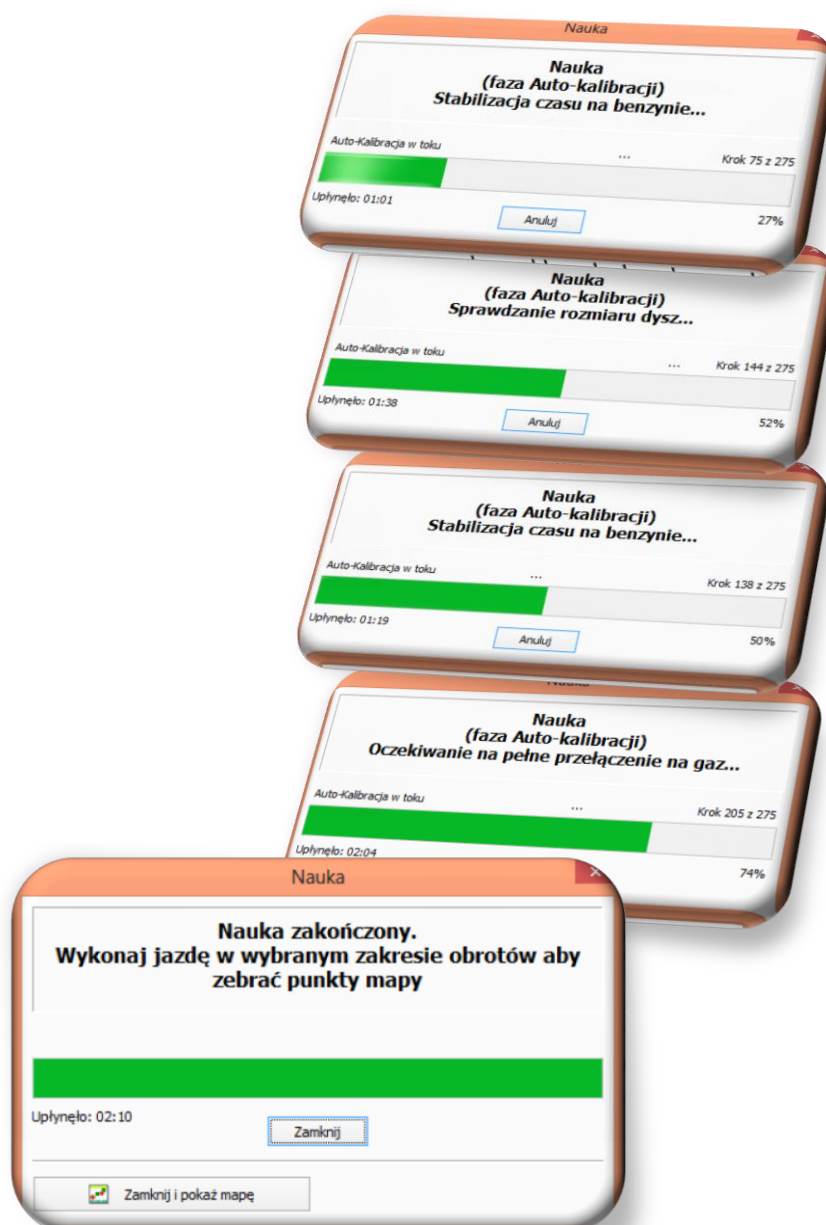 Nauka
Nauka
(faza Auto-kalibracji)
Stabilizacja czasu na benzynie...
Auto-Kalibracja w toku
...
Krok 75 z 275
Upłynęło: 01:01
Anuluj
27%
Nauka
(faza Auto-kalibracji)
Sprawdzanie rozmiaru dysz...
Auto-Kalibracja w toku
...
Krok 144 z 275
Upłynęło: 01:38
Anuluj
52%
Nauka
(faza Auto-kalibracji)
Stabilizacja czasu na benzynie...
Auto-Kalibracja w toku
...
Krok 138 z 275
Upłynęło: 01:19
Anuluj
50%
Nauka
(faza Auto-kalibracji)
Oczekiwanie na pełne przełączenie na gaz...
Auto-Kalibracja w toku
...
Krok 205 z 275
Upłynęło: 02:04
74%
Nauka
Nauka zakończony.
Wykonaj jazdę w wybranym zakresie obrotów aby
zebrać punkty mapy
Upłynęło: 02:10
Zamknij
Zamknij i pokaż mapę